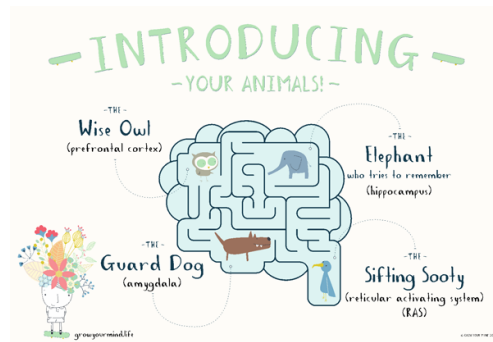 INTRODUCING
-YOUR ANIMALS!-
-THE-
Wise Owl
(prefrontal cortex)
-THE-
Elephant
who tries to remember
(hippocampus)
-THE-
Guard Dog
(amygdala)
-THE-
Sifting Sooty
(reticular activating system)
(RAS)
growyourmind.life